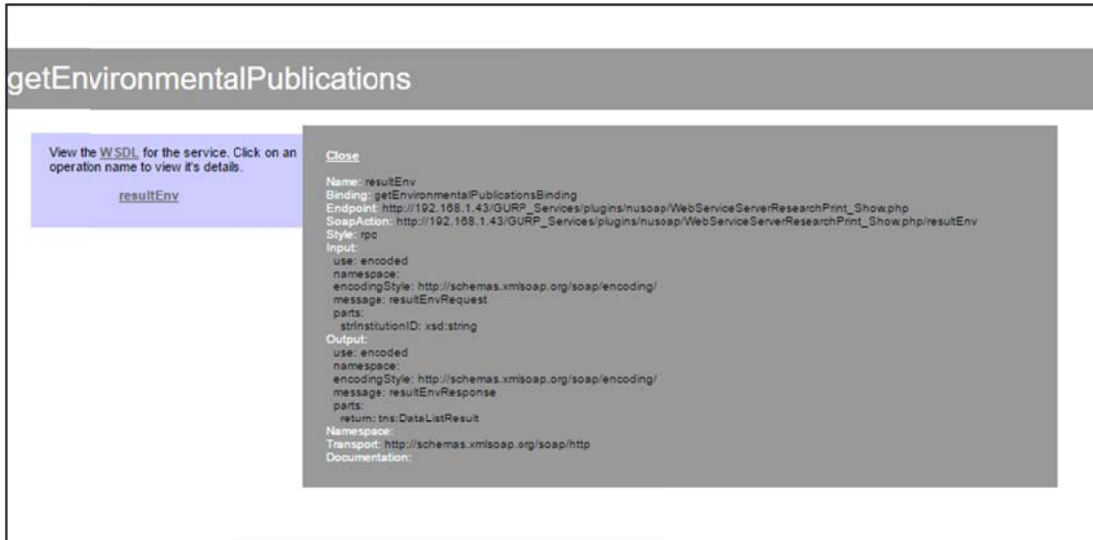 getEnvironmentalPublications
View the WSDL for the service. Click on an
operation name to view it's details.
resultEnv
Close
Name: resultEnv
Binding: getEnvironmentalPublicationsBinding
Endpoint: http://192.168.1.43/GURP_Services/plugins/nusoap/WebServiceServerResearchPrint_Show.php
SoapAction: http://192.168.1.43/GURP_Services/plugins/nusoap/WebServiceServerResearchPrint_Show.php/resultEnv
Style: rpc
Input:
use: encoded
namespace:
encodingStyle: http://schemas.xmlsoap.org/soap/encoding/
message: resultEnvRequest
parts:
strInstitutionID: xsd:string
Output:
use: encoded
namespace:
encodingStyle: http://schemas.xmlsoap.org/soap/encoding/
message: resultEnvResponse
parts:
return: tns:DataListResult
Namespace:
Transport: http://schemas.xmlsoap.org/soap/http
Documentation: